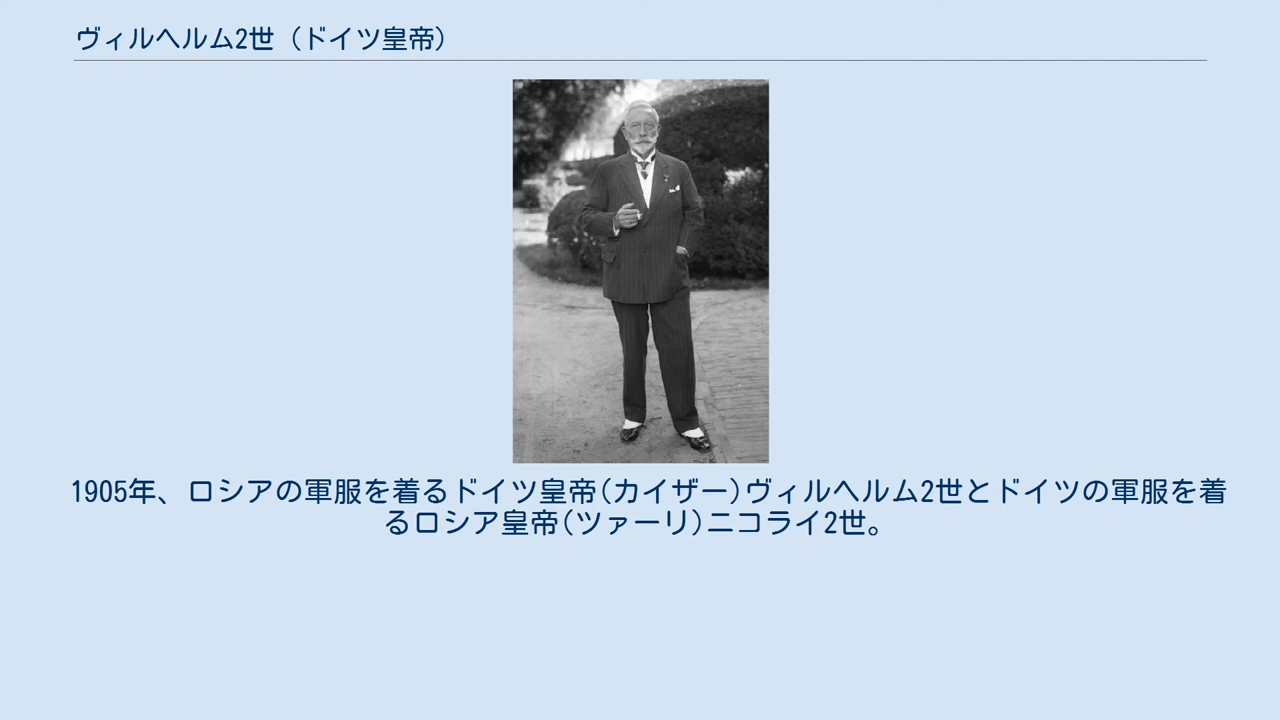 ヴィルヘルム2世（ドイツ皇帝）
1905年、ロシアの軍服を着るドイツ皇帝(カイザー)ヴィルヘルム2世とドイツの軍服を着
るロシア皇帝(ツァーリ)ニコライ2世。